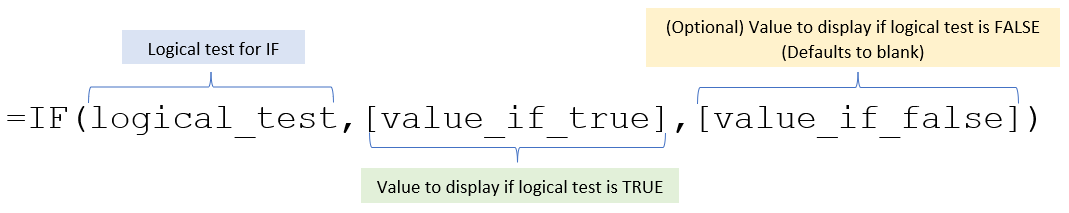 (Optional) Value to display if logical test is FALSE
(Defaults to blank)
Logical test for IF
=IF(logical_test,[value_if_true],[value_if_false])
Value to display if logical test is TRUE